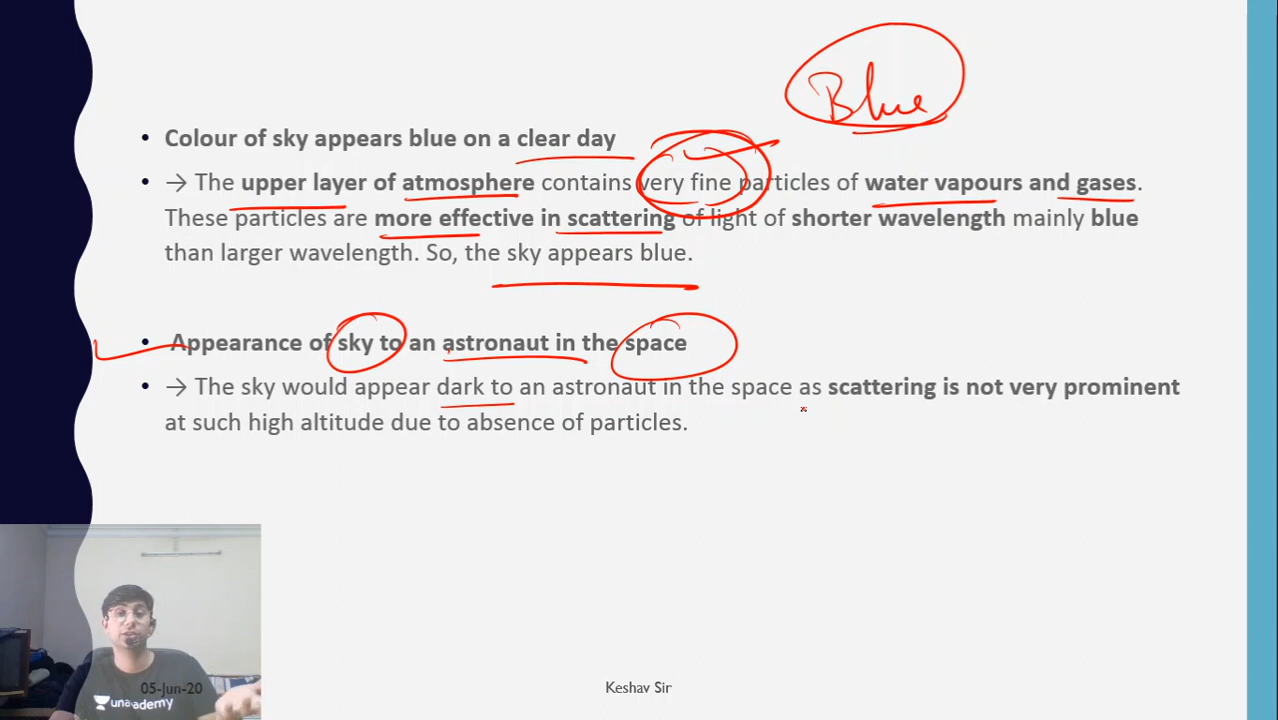 Blue
• Colour of sky appears blue on a clear day
• → The upper layer of atmosphere contains very fine particles of water vapours and gases.
These particles are more effective in scattering of light of shorter wavelength mainly blue
than larger wavelength. So, the sky appears blue.
• Appearance of sky to an astronaut in the space
• → The sky would appear dark to an astronaut in the space as scattering is not very prominent
at such high altitude due to absence of particles.
05-Jun-20
unacademy
Keshav Sir